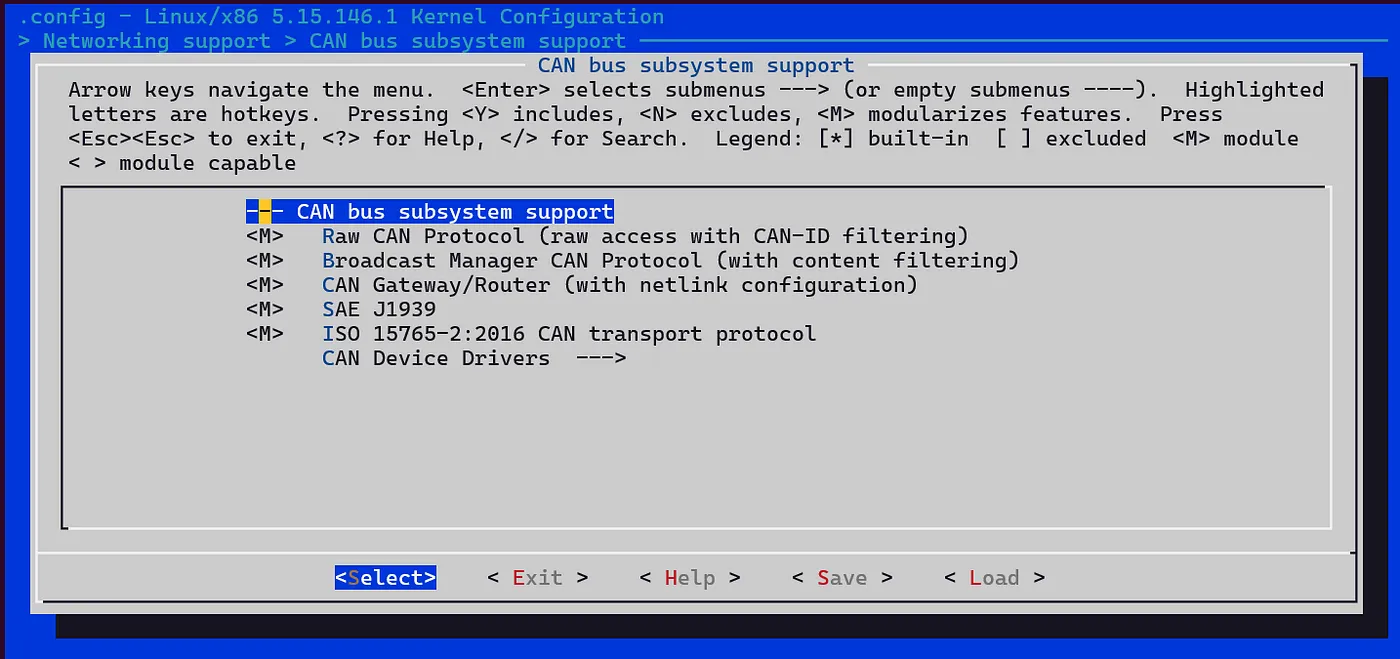 .config - Linux/x86 5.15.146.1 Kernel Configuration
> Networking support > CAN bus subsystem support
CAN bus subsystem support
Arrow keys navigate the menu.  <Enter> selects submenus ---> (or empty submenus ----).  Highlighted
letters are hotkeys.  Pressing <Y> includes, <N> excludes, <M> modularizes features.  Press
<Esc><Esc> to exit, <?> for Help, </> for Search.  Legend: [*] built-in  [ ] excluded  <M> module
< > module capable
--- CAN bus subsystem support
<M>   Raw CAN Protocol (raw access with CAN-ID filtering)
<M>   Broadcast Manager CAN Protocol (with content filtering)
<M>   CAN Gateway/Router (with netlink configuration)
<M>   SAE J1939
<M>   ISO 15765-2:2016 CAN transport protocol
CAN Device Drivers  --->
<Select>    < Exit >    < Help >    < Save >    < Load >